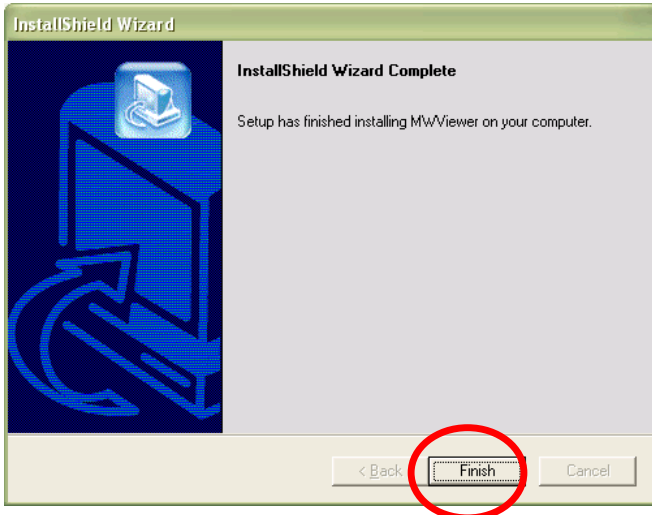 InstallShield Wizard
InstallShield Wizard Complete
Setup has finished installing MWViewer on your computer.
< Back
Finish
Cancel